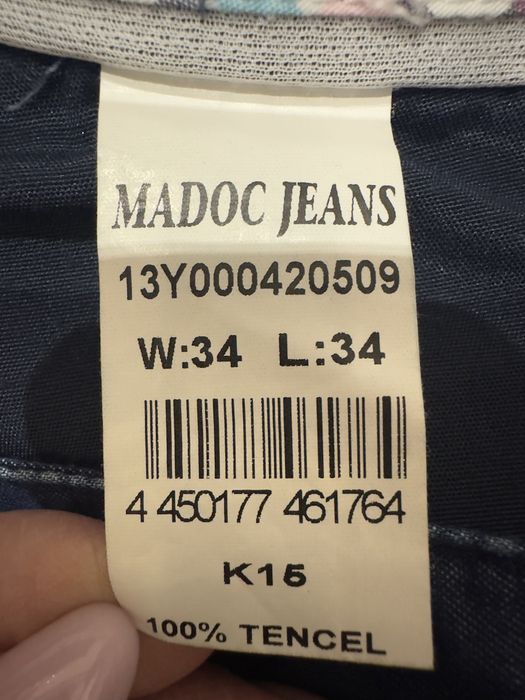 MADOC JEANS
13Y000420509
W:34 L:34
4 450177 461764
K15
100% TENCEL